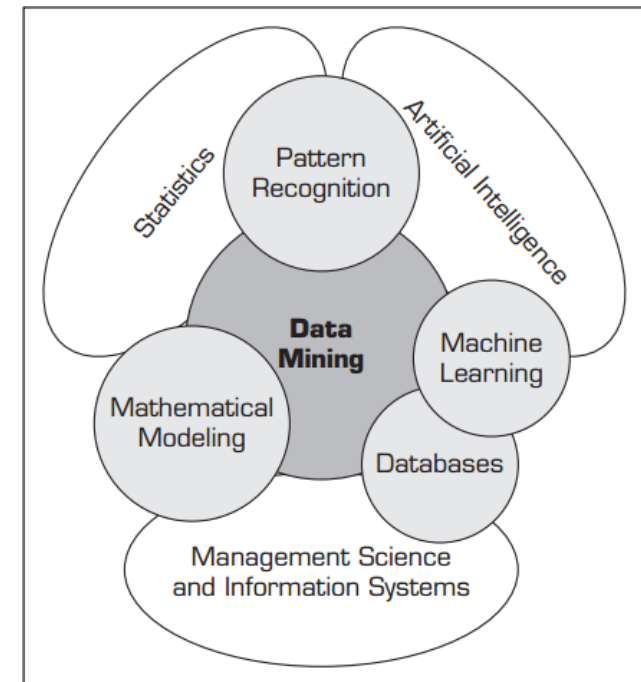 Statistics
Artificial Intelligence
Pattern
Recognition
Data
Mining
Machine
Learning
Mathematical
Modeling
Databases
Management Science
and Information Systems